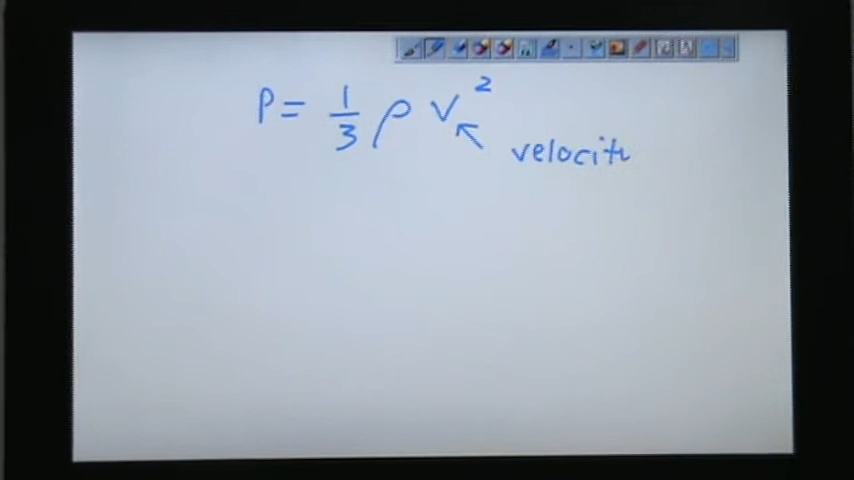 P = 1/3 ρ v²
velocit